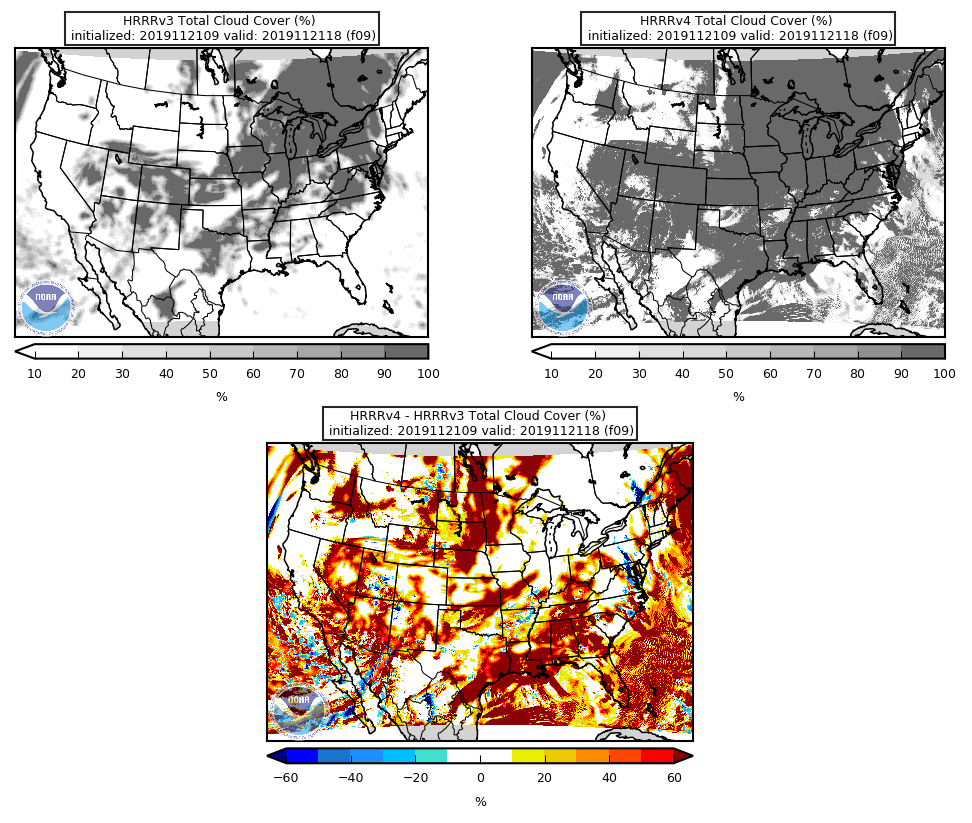 HRRRv3 Total Cloud Cover (%)
initialized: 2019112109 valid: 2019112118 (f09)
HRRRv4 Total Cloud Cover (%)
initialized: 2019112109 valid: 2019112118 (f09)
NOAA
NOAA
10 20 30 40 50 60 70 80 90 100
%
10 20 30 40 50 60 70 80 90 100
%
HRRRv4 - HRRRv3 Total Cloud Cover (%)
initialized: 2019112109 valid: 2019112118 (f09)
NOAA
−60 −40 −20 0 20 40 60
%